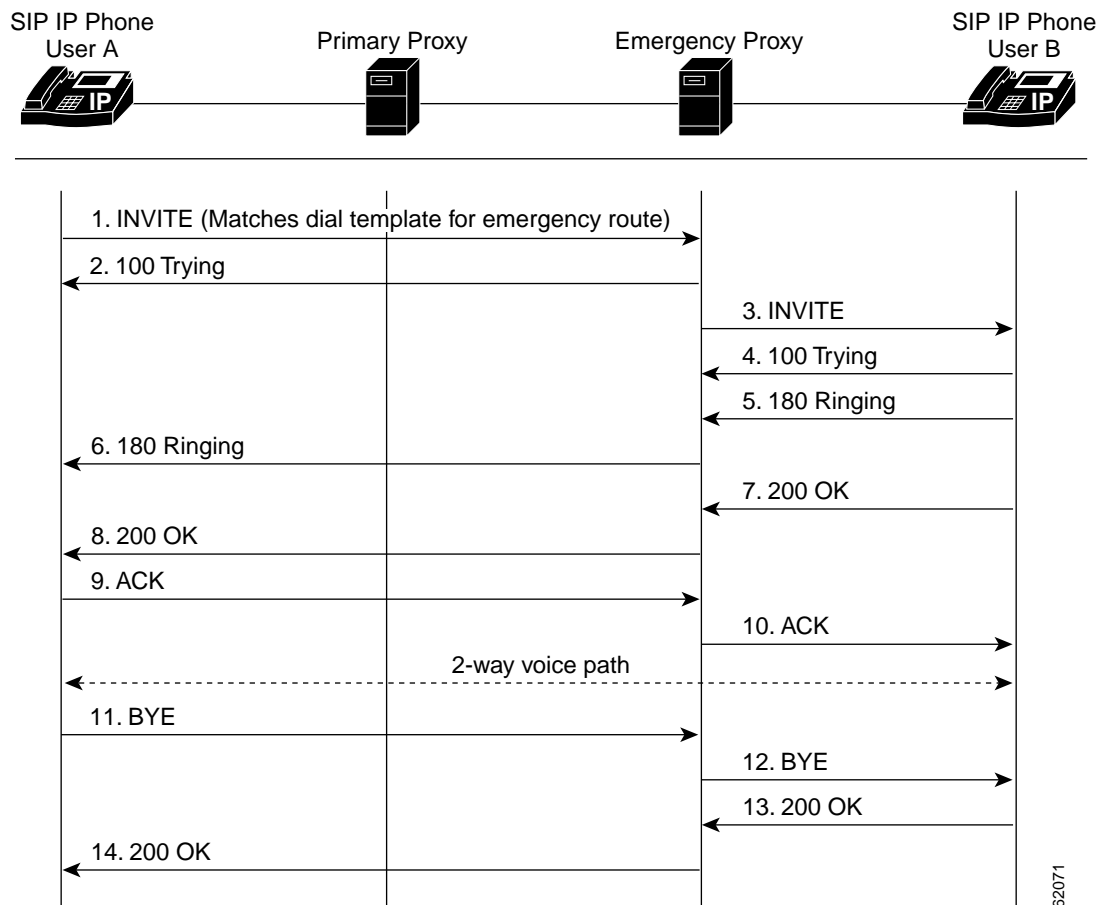 SIP IP Phone
User A
Primary Proxy
Emergency Proxy
SIP IP Phone
User B
IP
IP
1. INVITE (Matches dial template for emergency route)
2. 100 Trying
3. INVITE
4. 100 Trying
5. 180 Ringing
6. 180 Ringing
7. 200 OK
8. 200 OK
9. ACK
10. ACK
2-way voice path
11. BYE
12. BYE
13. 200 OK
14. 200 OK
62071